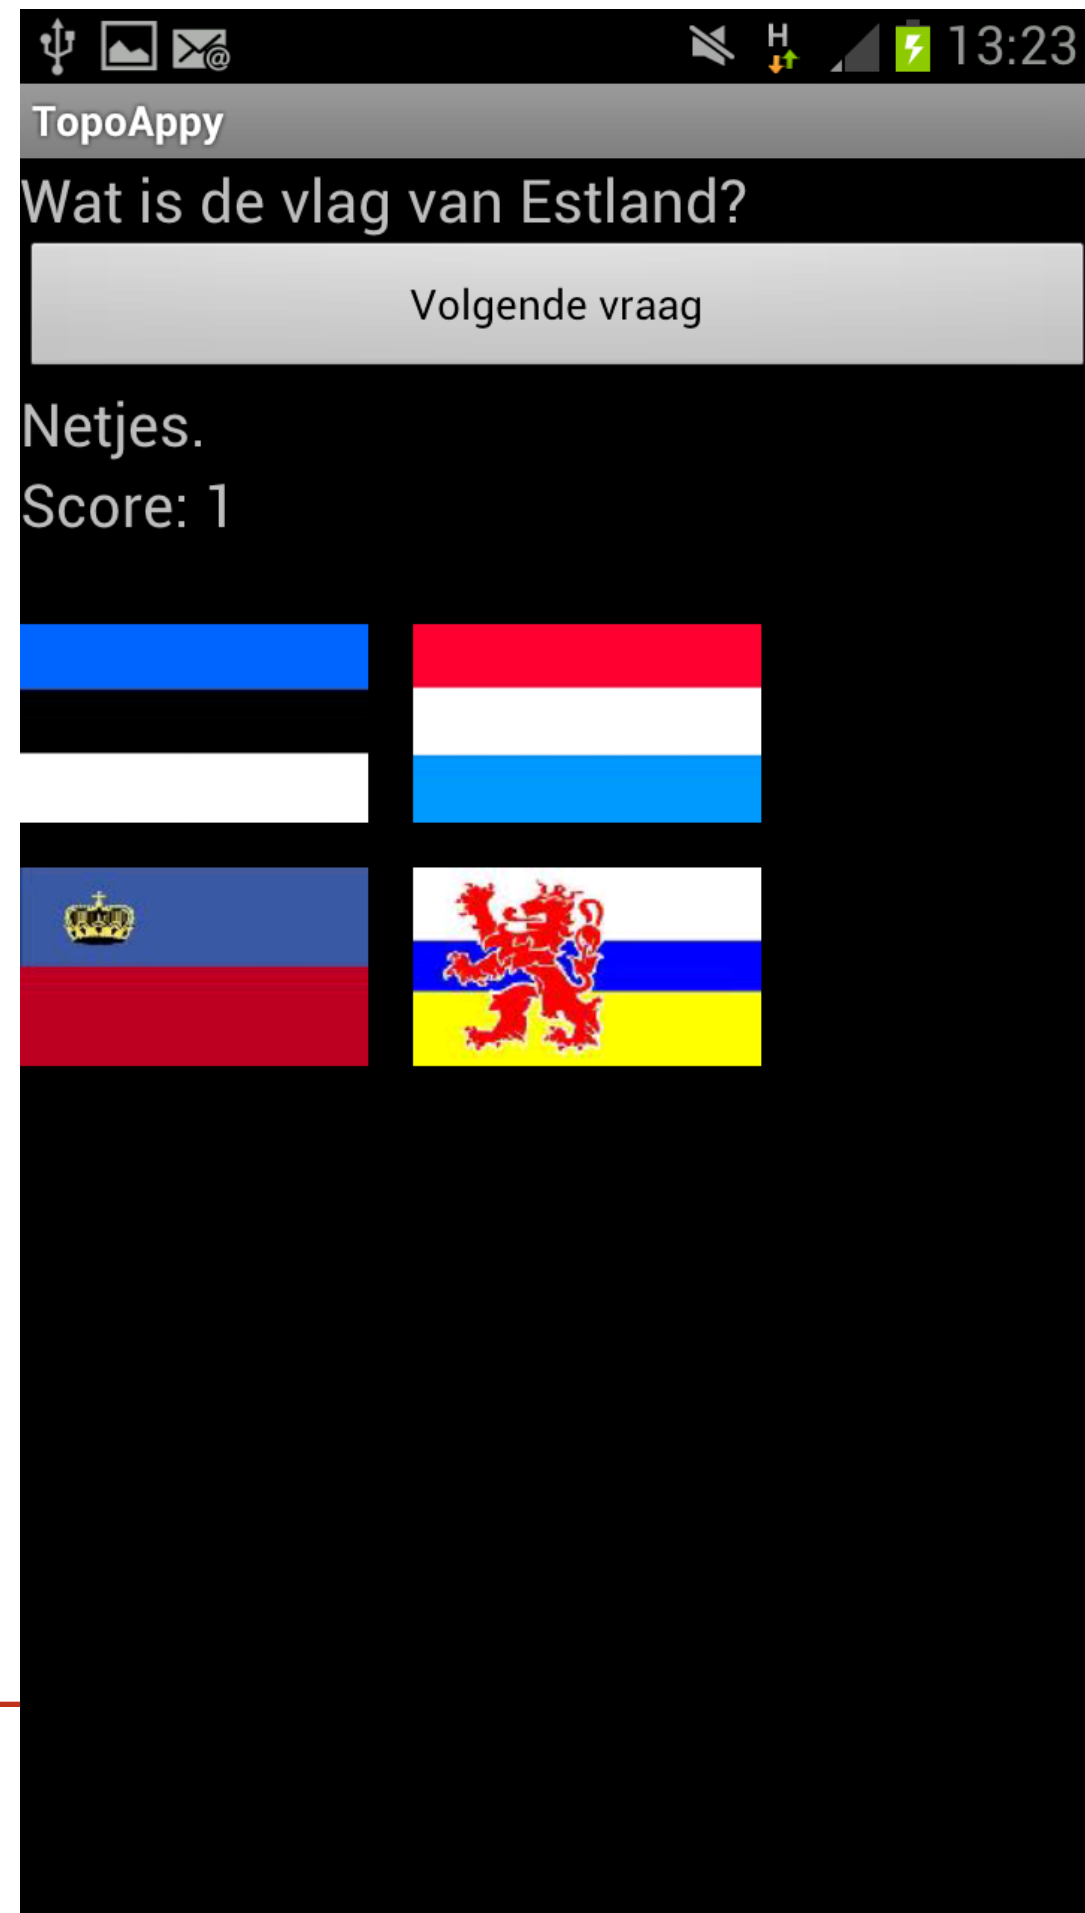 H 13:23
TopoAppy
Wat is de vlag van Estland?
Volgende vraag
Netjes.
Score: 1